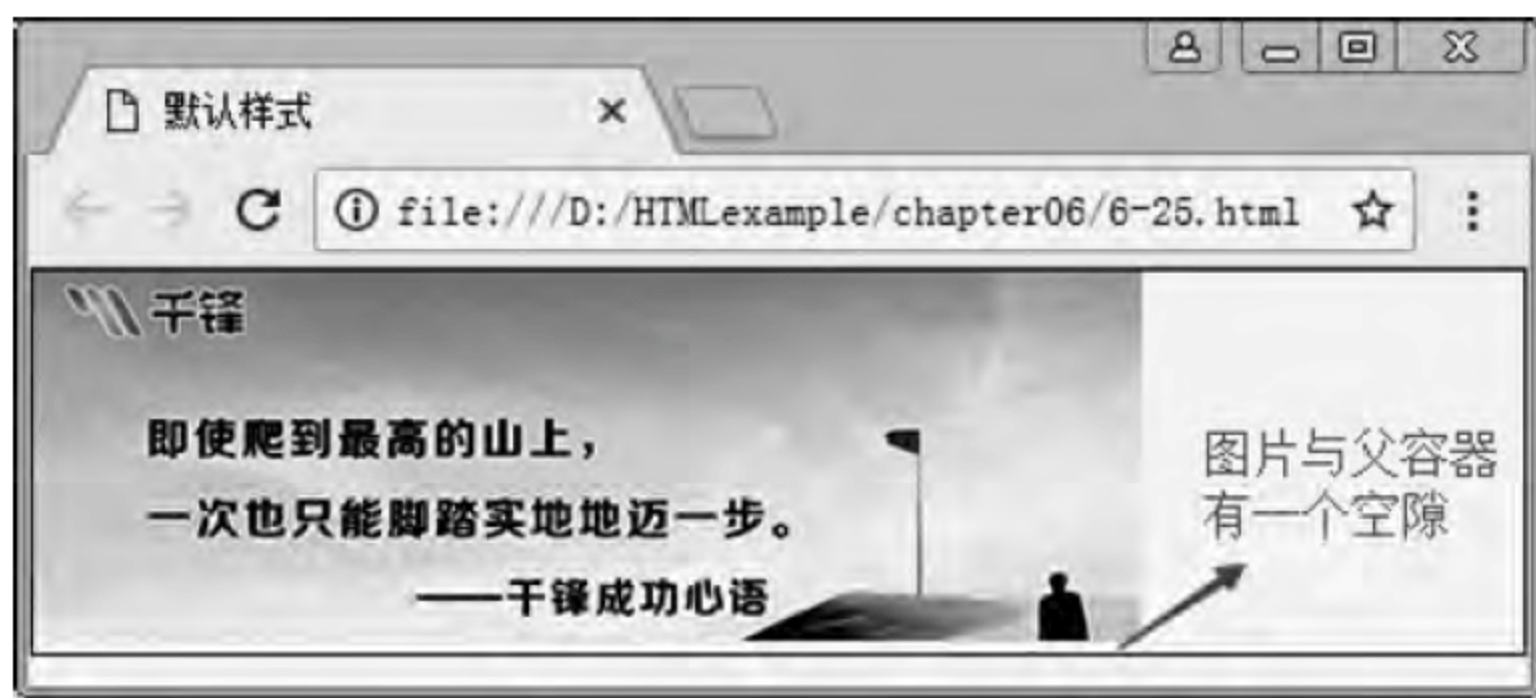 默认样式
file:///D:/HTMLexample/chapter06/6-25.html
千锋
即使爬到最高的山上，
一次也只能脚踏实地地迈一步。
——千锋成功心语
图片与父容器
有一个空隙